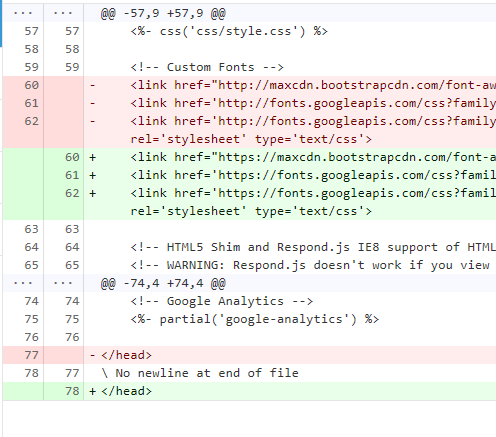 ··· ··· @@ -57,9 +57,9 @@
57 57 <%- css('css/style.css') %>
58 58
59 59 <!-- Custom Fonts -->
60 - <link href="http://maxcdn.bootstrapcdn.com/font-aw
61 - <link href="http://fonts.googleapis.com/css?family
62 - <link href="http://fonts.googleapis.com/css?famil
rel='stylesheet' type='text/css'>
60 + <link href="https://maxcdn.bootstrapcdn.com/font-a
61 + <link href="https://fonts.googleapis.com/css?famil
62 + <link href="https://fonts.googleapis.com/css?famil
rel='stylesheet' type='text/css'>
63 63
64 64 <!-- HTML5 Shim and Respond.js IE8 support of HTML
65 65 <!-- WARNING: Respond.js doesn't work if you view
··· ··· @@ -74,4 +74,4 @@
74 74 <!-- Google Analytics -->
75 75 <%- partial('google-analytics') %>
76 76
77 - </head>
78 77 \ No newline at end of file
78 + </head>